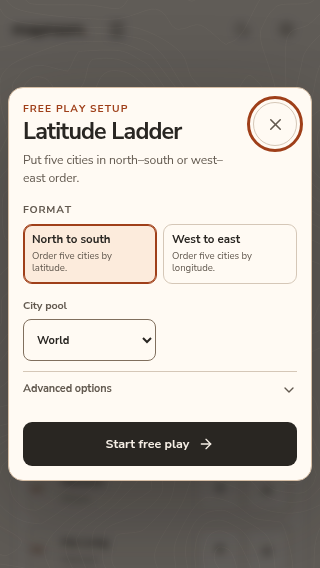 FREE PLAY SETUP
Latitude Ladder
Put five cities in north–south or west–
east order.
FORMAT
North to south
Order five cities by
latitude.
West to east
Order five cities by
longitude.
City pool
World
Advanced options
Start free play